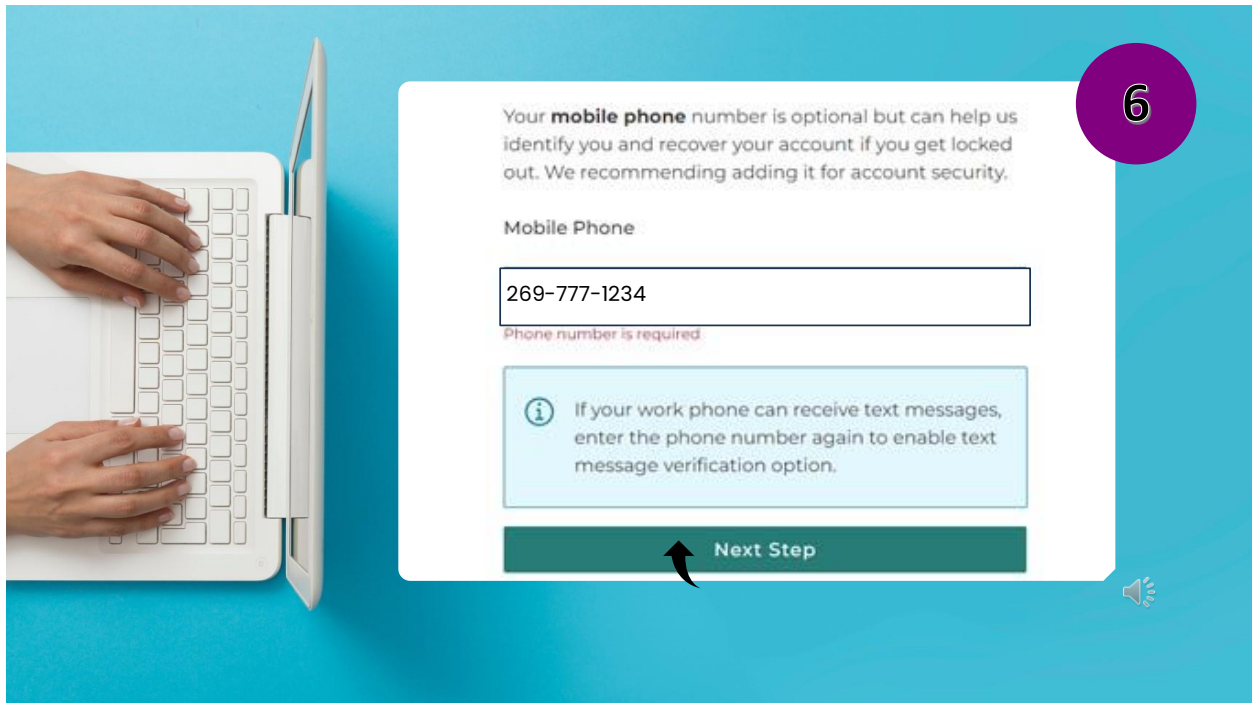 6
Your mobile phone number is optional but can help us
identify you and recover your account if you get locked
out. We recommending adding it for account security.
Mobile Phone
269-777-1234
Phone number is required
If your work phone can receive text messages,
enter the phone number again to enable text
message verification option.
Next Step